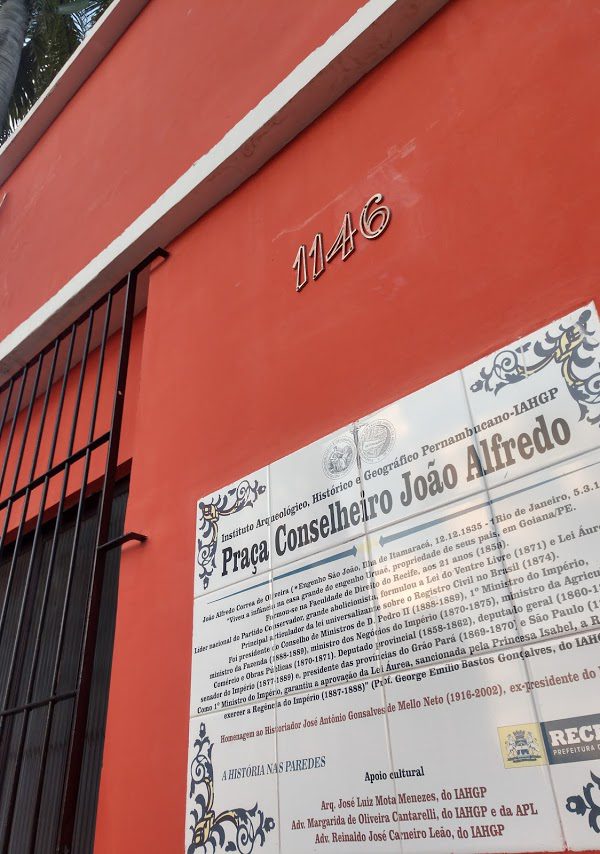 1146
Instituto Arqueológico, Histórico e Geográfico Pernambucano-IAHGP
Praça Conselheiro João Alfredo
João Alfredo Correa de Oliveira (*Engenho São João, Ilha de Itamaracá, 12.12.1835 - †Rio de Janeiro, 5.3.1
"Viveu a infância na casa grande do engenho Uruaé, propriedade de seus pais, em Goiana/PE.
Formou-se na Faculdade de Direito do Recife, aos 21 anos (1858).
Líder nacional do Partido Conservador, grande abolicionista, formulou a Lei do Ventre Livre (1871) e Lei Áure
Principal articulador da lei universalizante sobre o Registro Civil no Brasil (1874).
Foi presidente do Conselho de Ministros de D. Pedro II (1888-1889), 1º Ministro do Império,
ministro da Fazenda (1888-1889), ministro dos Negócios do Império (1870-1875), ministro da Agricu
Comércio e Obras Públicas (1870-1871). Deputado provincial (1858-1862), deputado geral (1860-1
senador do Império (1877-1889) e, presidente das províncias do Grão Pará (1869-1870) e São Paulo (1
Como 1º Ministro do Império, garantiu a aprovação da Lei Áurea, sancionada pela Princesa Isabel, a R
exercer a Regência do Império (1887-1888)" (Prof. George Emilio Bastos Gonçalves, do IAH
Homenagem ao Historiador José Antônio Gonsalves de Mello Neto (1916-2002), ex-presidente do
A HISTÓRIA NAS PAREDES
RECI
PREFEITURA D
Apoio cultural
Arq. José Luiz Mota Menezes, do IAHGP
Adv. Margarida de Oliveira Cantarelli, do IAHGP e da APL
Adv. Reinaldo José Carneiro Leão, do IAHGP